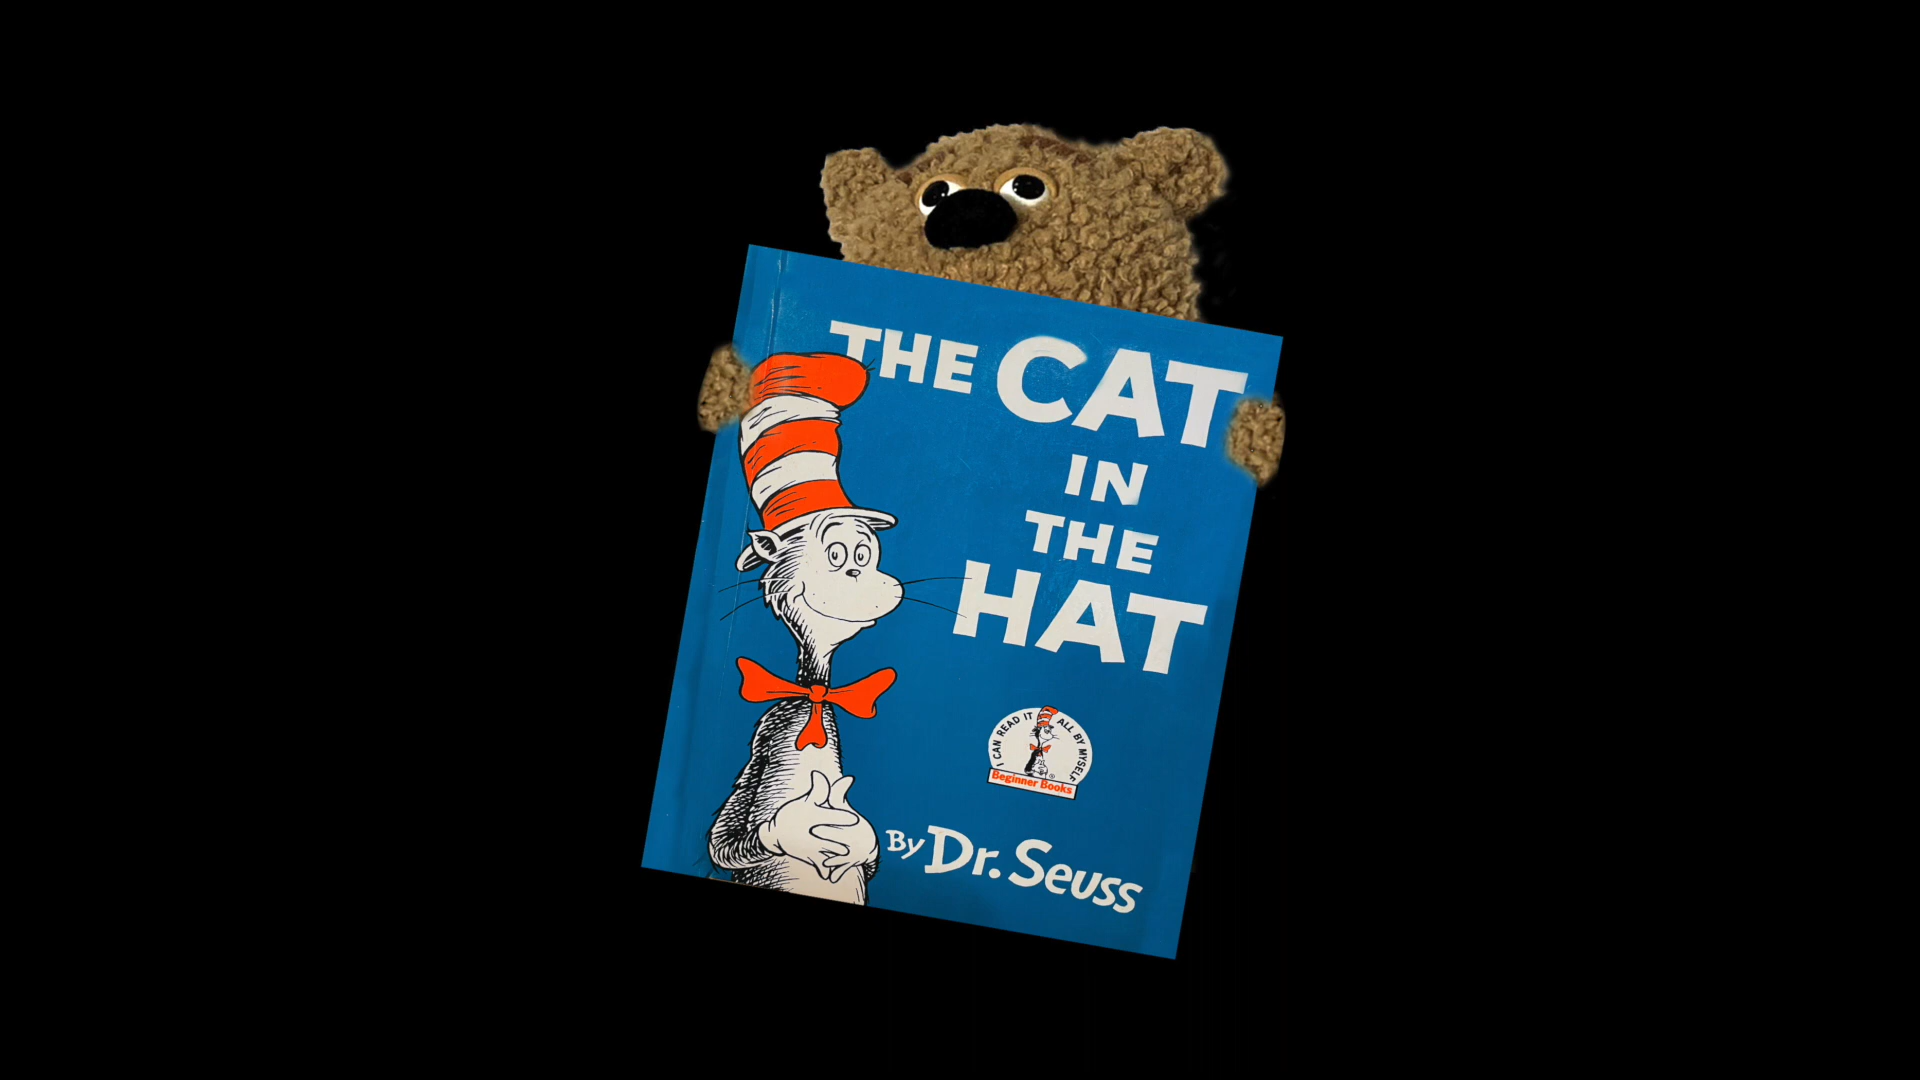 THE CAT
IN
THE
HAT
I CAN READ IT ALL BY MYSELF
Beginner Books
By Dr. Seuss